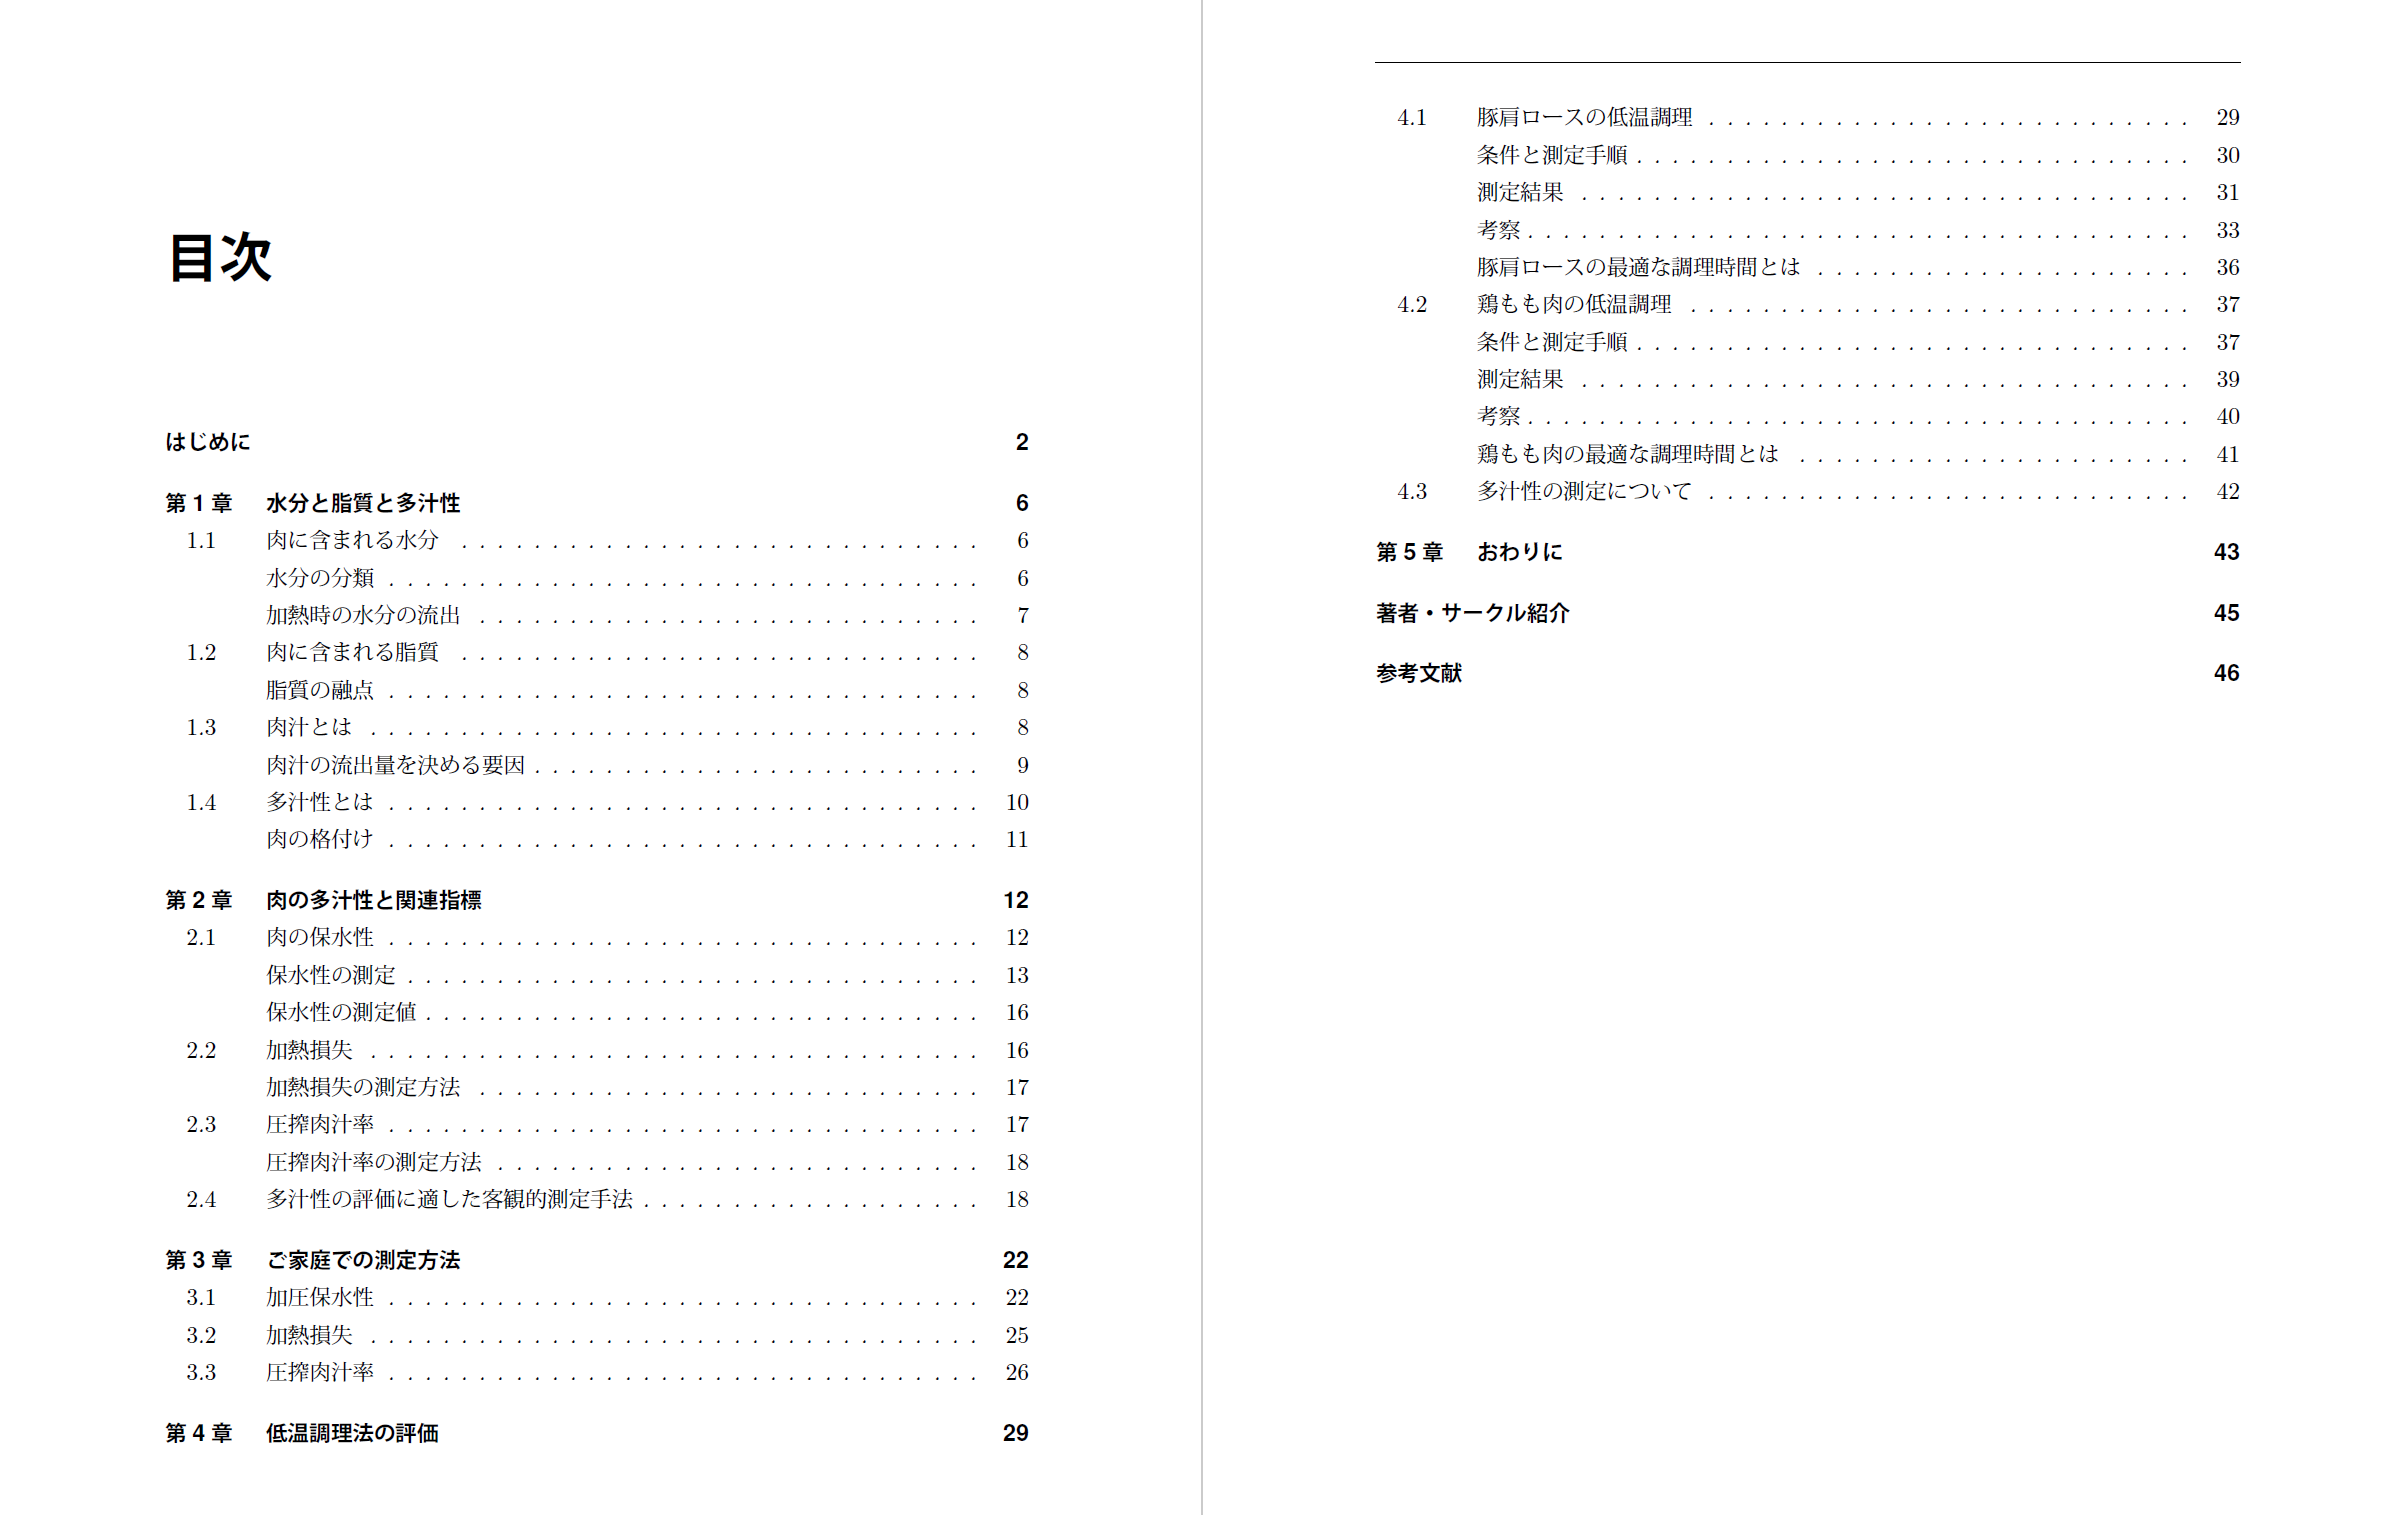 目次
はじめに 2
第 1 章 水分と脂質と多汁性 6
1.1 肉に含まれる水分 6
水分の分類 6
加熱時の水分の流出 7
1.2 肉に含まれる脂質 8
脂質の融点 8
1.3 肉汁とは 8
肉汁の流出量を決める要因 9
1.4 多汁性とは 10
肉の格付け 11
第 2 章 肉の多汁性と関連指標 12
2.1 肉の保水性 12
保水性の測定 13
保水性の測定値 16
2.2 加熱損失 16
加熱損失の測定方法 17
2.3 圧搾肉汁率 17
圧搾肉汁率の測定方法 18
2.4 多汁性の評価に適した客観的測定手法 18
第 3 章 ご家庭での測定方法 22
3.1 加圧保水性 22
3.2 加熱損失 25
3.3 圧搾肉汁率 26
第 4 章 低温調理法の評価 29
4.1 豚肩ロースの低温調理 29
条件と測定手順 30
測定結果 31
考察 33
豚肩ロースの最適な調理時間とは 36
4.2 鶏もも肉の低温調理 37
条件と測定手順 37
測定結果 39
考察 40
鶏もも肉の最適な調理時間とは 41
4.3 多汁性の測定について 42
第 5 章 おわりに 43
著者・サークル紹介 45
参考文献 46